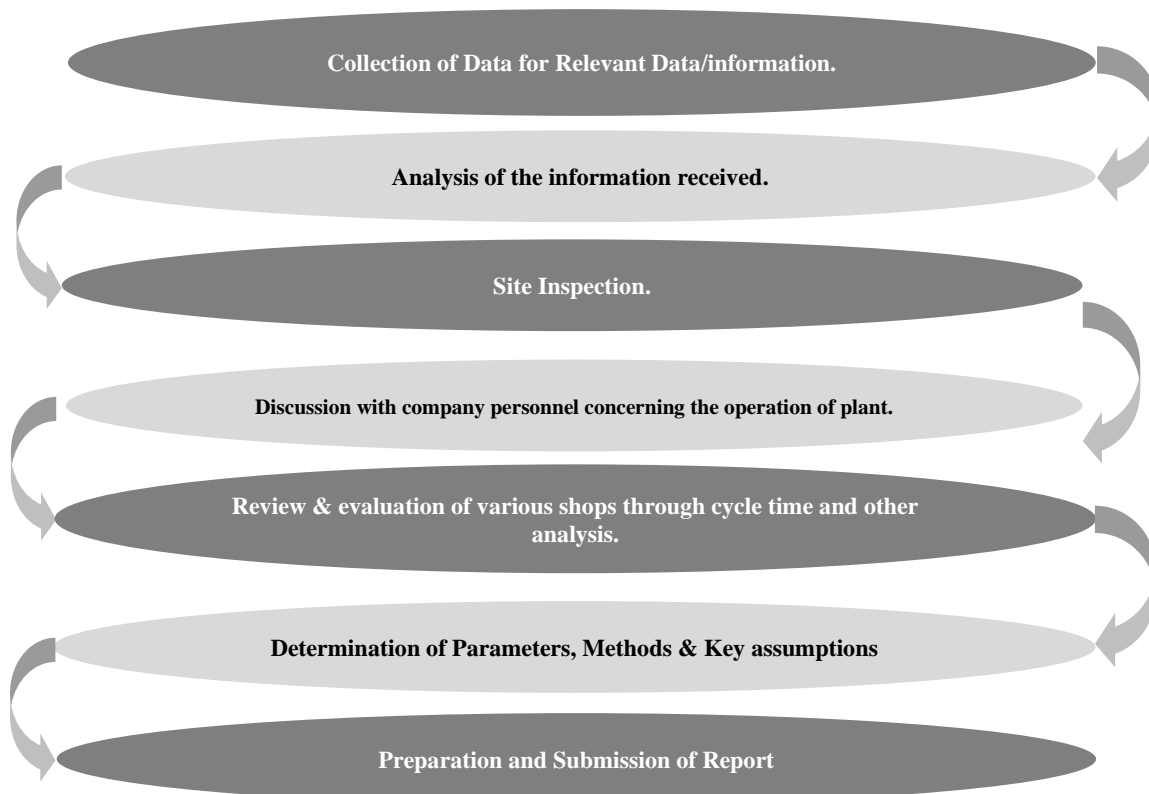 Collection of Data for Relevant Data/information.
Analysis of the information received.
Site Inspection.
Discussion with company personnel concerning the operation of plant.
Review & evaluation of various shops through cycle time and other
analysis.
Determination of Parameters, Methods & Key assumptions
Preparation and Submission of Report